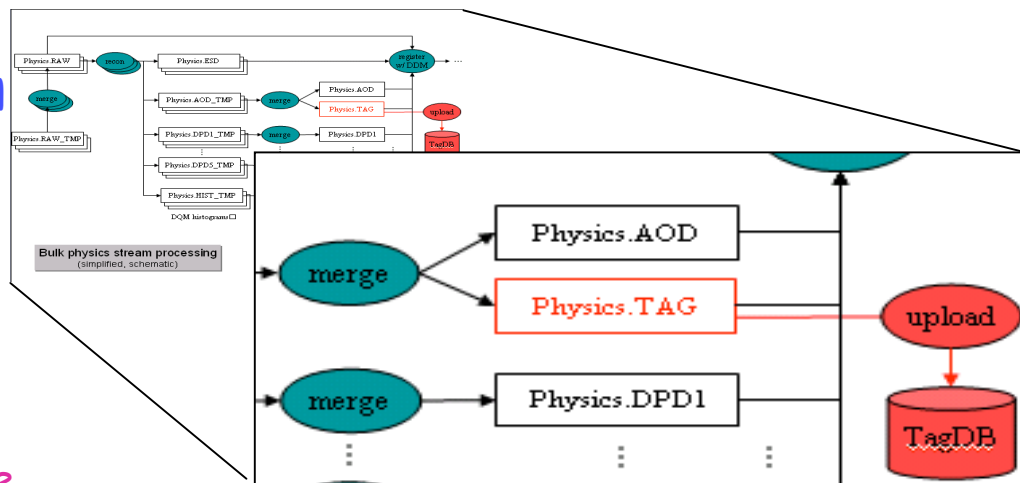 register
w/ DDM
...
Physics.RAW
recon
Physics.ESD
Physics.AOD
merge
Physics.AOD_TMP
merge
Physics.TAG
upload
Physics.RAW_TMP
Physics.DPD1_TMP
merge
Physics.DPD1
TagDB
Physics.DPD5_TMP
Physics.HIST_TMP
DQM histograms
Bulk physics stream processing
(simplified, schematic)
Physics.AOD
merge
Physics.TAG
upload
merge
Physics.DPD1
TagDB